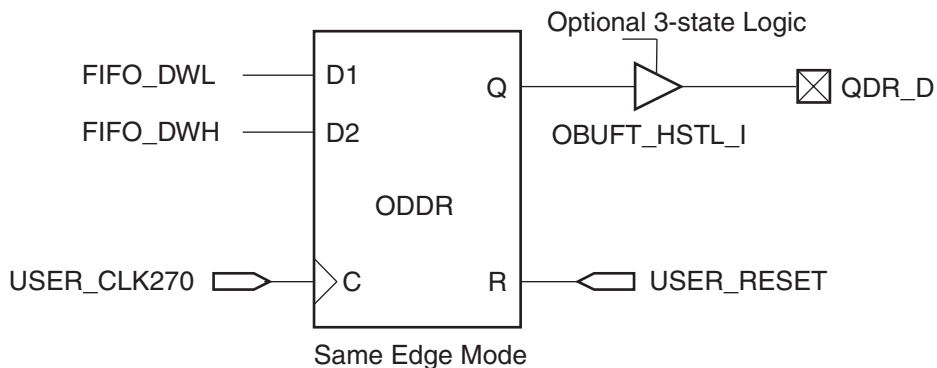 Optional 3-state Logic
FIFO_DWL
D1
Q
QDR_D
FIFO_DWH
D2
OBUFT_HSTL_I
ODDR
USER_CLK270
C
R
USER_RESET
Same Edge Mode